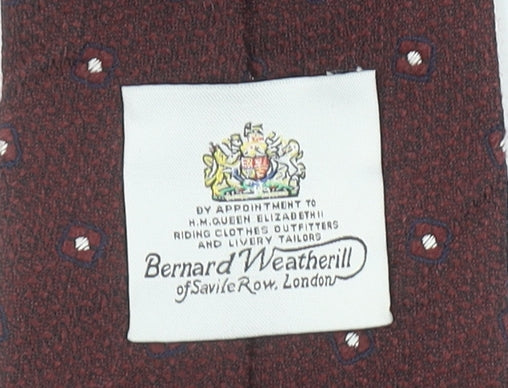 BY APPOINTMENT TO
H.M. QUEEN ELIZABETH II
RIDING CLOTHES OUTFITTERS
AND LIVERY TAILORS
Bernard Weatherill
of Savile Row, London